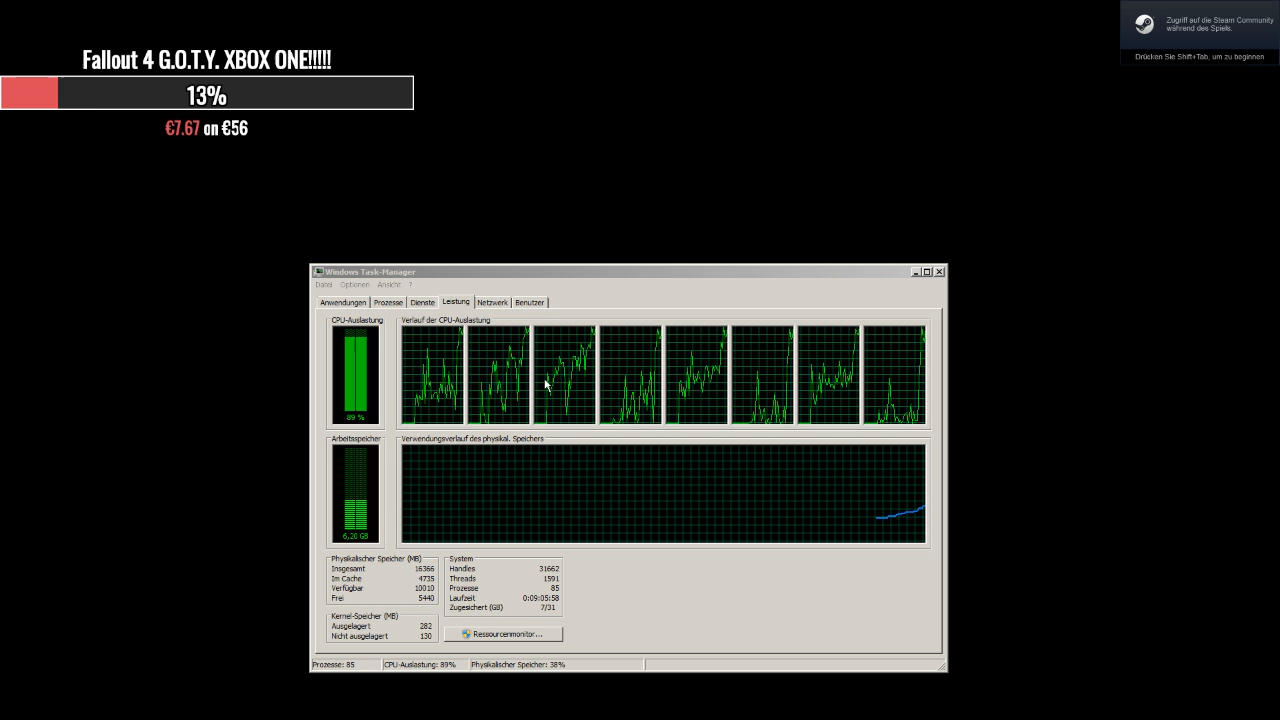 Fallout 4 G.O.T.Y. XBOX ONE!!!!!
13%
€7.67 on €56
Zugriff auf die Steam Community
während des Spiels.
Drücken Sie Shift+Tab, um zu beginnen
Windows Task-Manager
Datei Optionen Ansicht ?
Anwendungen Prozesse Dienste Leistung Netzwerk Benutzer
CPU-Auslastung
89 %
Verlauf der CPU-Auslastung
Arbeitsspeicher
6,20 GB
Verwendungsverlauf des physikal. Speichers
Physikalischer Speicher (MB)
Insgesamt 16366
Im Cache 4735
Verfügbar 10010
Frei 5440
Kernel-Speicher (MB)
Ausgelagert 282
Nicht ausgelagert 130
System
Handles 31662
Threads 1591
Prozesse 85
Laufzeit 0:09:05:58
Zugesichert (GB) 7/31
Ressourcenmonitor...
Prozesse: 85 CPU-Auslastung: 89% Physikalischer Speicher: 38%